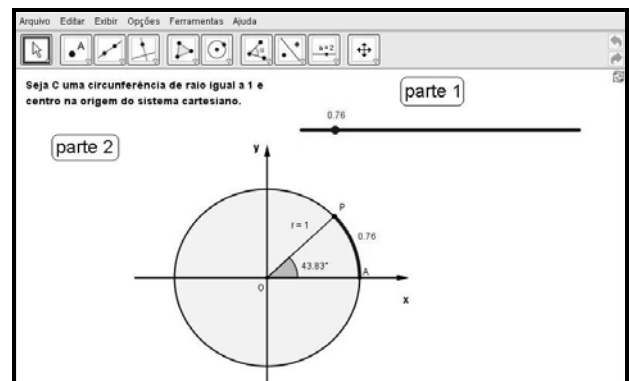 Arquivo Editar Exibir Opções Ferramentas Ajuda
A
a=2
Seja C uma circunferência de raio igual a 1 e
centro na origem do sistema cartesiano.
parte 1
0.76
parte 2
y
P
r = 1
0.76
43.83°
A
O
x